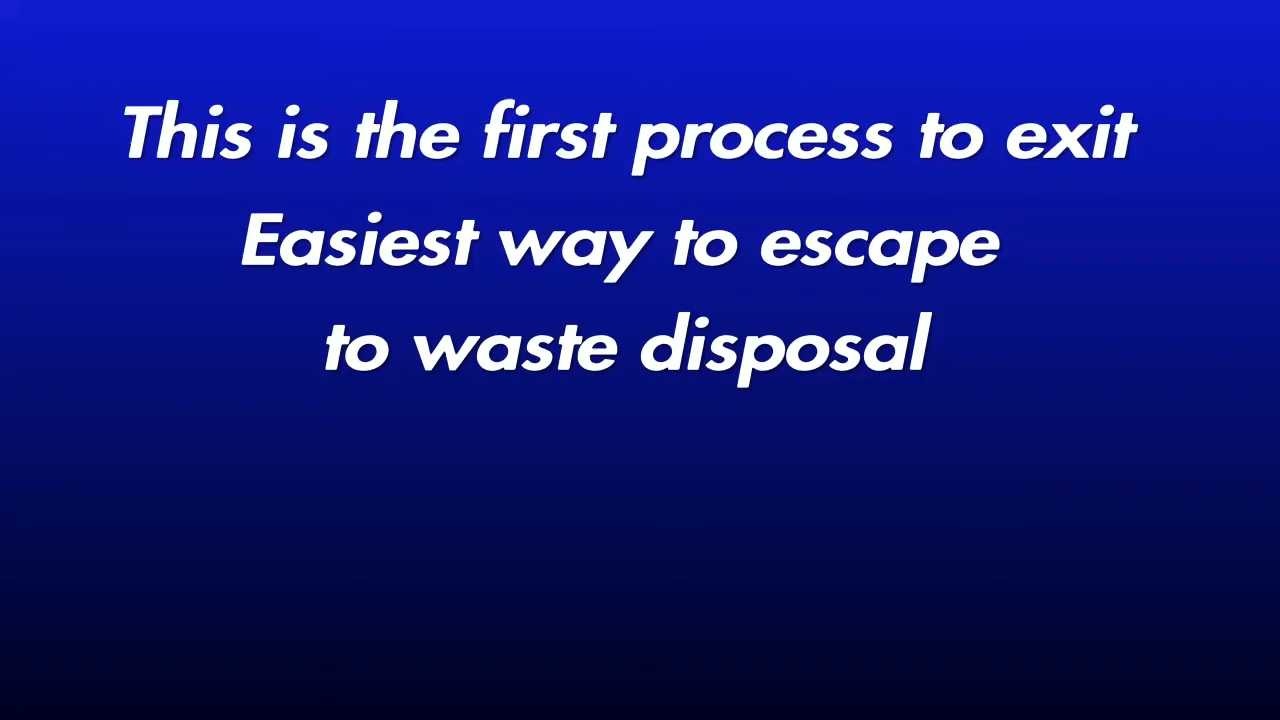 This is the first process to exit
Easiest way to escape
to waste disposal